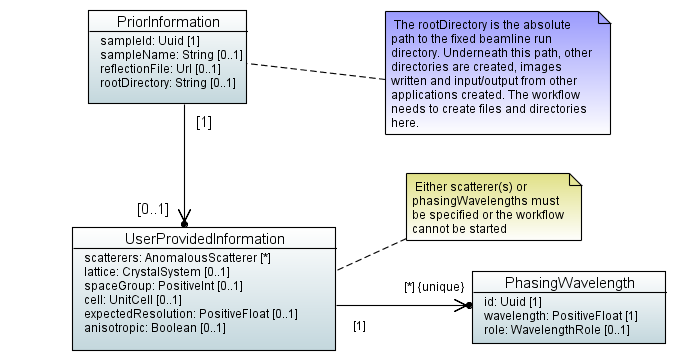 PriorInformation
sampleId: Uuid [1]
sampleName: String [0..1]
reflectionFile: Url [0..1]
rootDirectory: String [0..1]
The rootDirectory is the absolute
path to the fixed beamline run
directory. Underneath this path, other
directories are created, images
written and input/output from other
applications created. The workflow
needs to create files and directories
here.
[1]
[0..1]
Either scatterer(s) or
phasingWavelengths must
be specified or the workflow
cannot be started
UserProvidedInformation
scatterers: AnomalousScatterer [*]
lattice: CrystalSystem [0..1]
spaceGroup: PositiveInt [0..1]
cell: UnitCell [0..1]
expectedResolution: PositiveFloat [0..1]
anisotropic: Boolean [0..1]
[*] {unique}
[1]
PhasingWavelength
id: Uuid [1]
wavelength: PositiveFloat [1]
role: WavelengthRole [0..1]